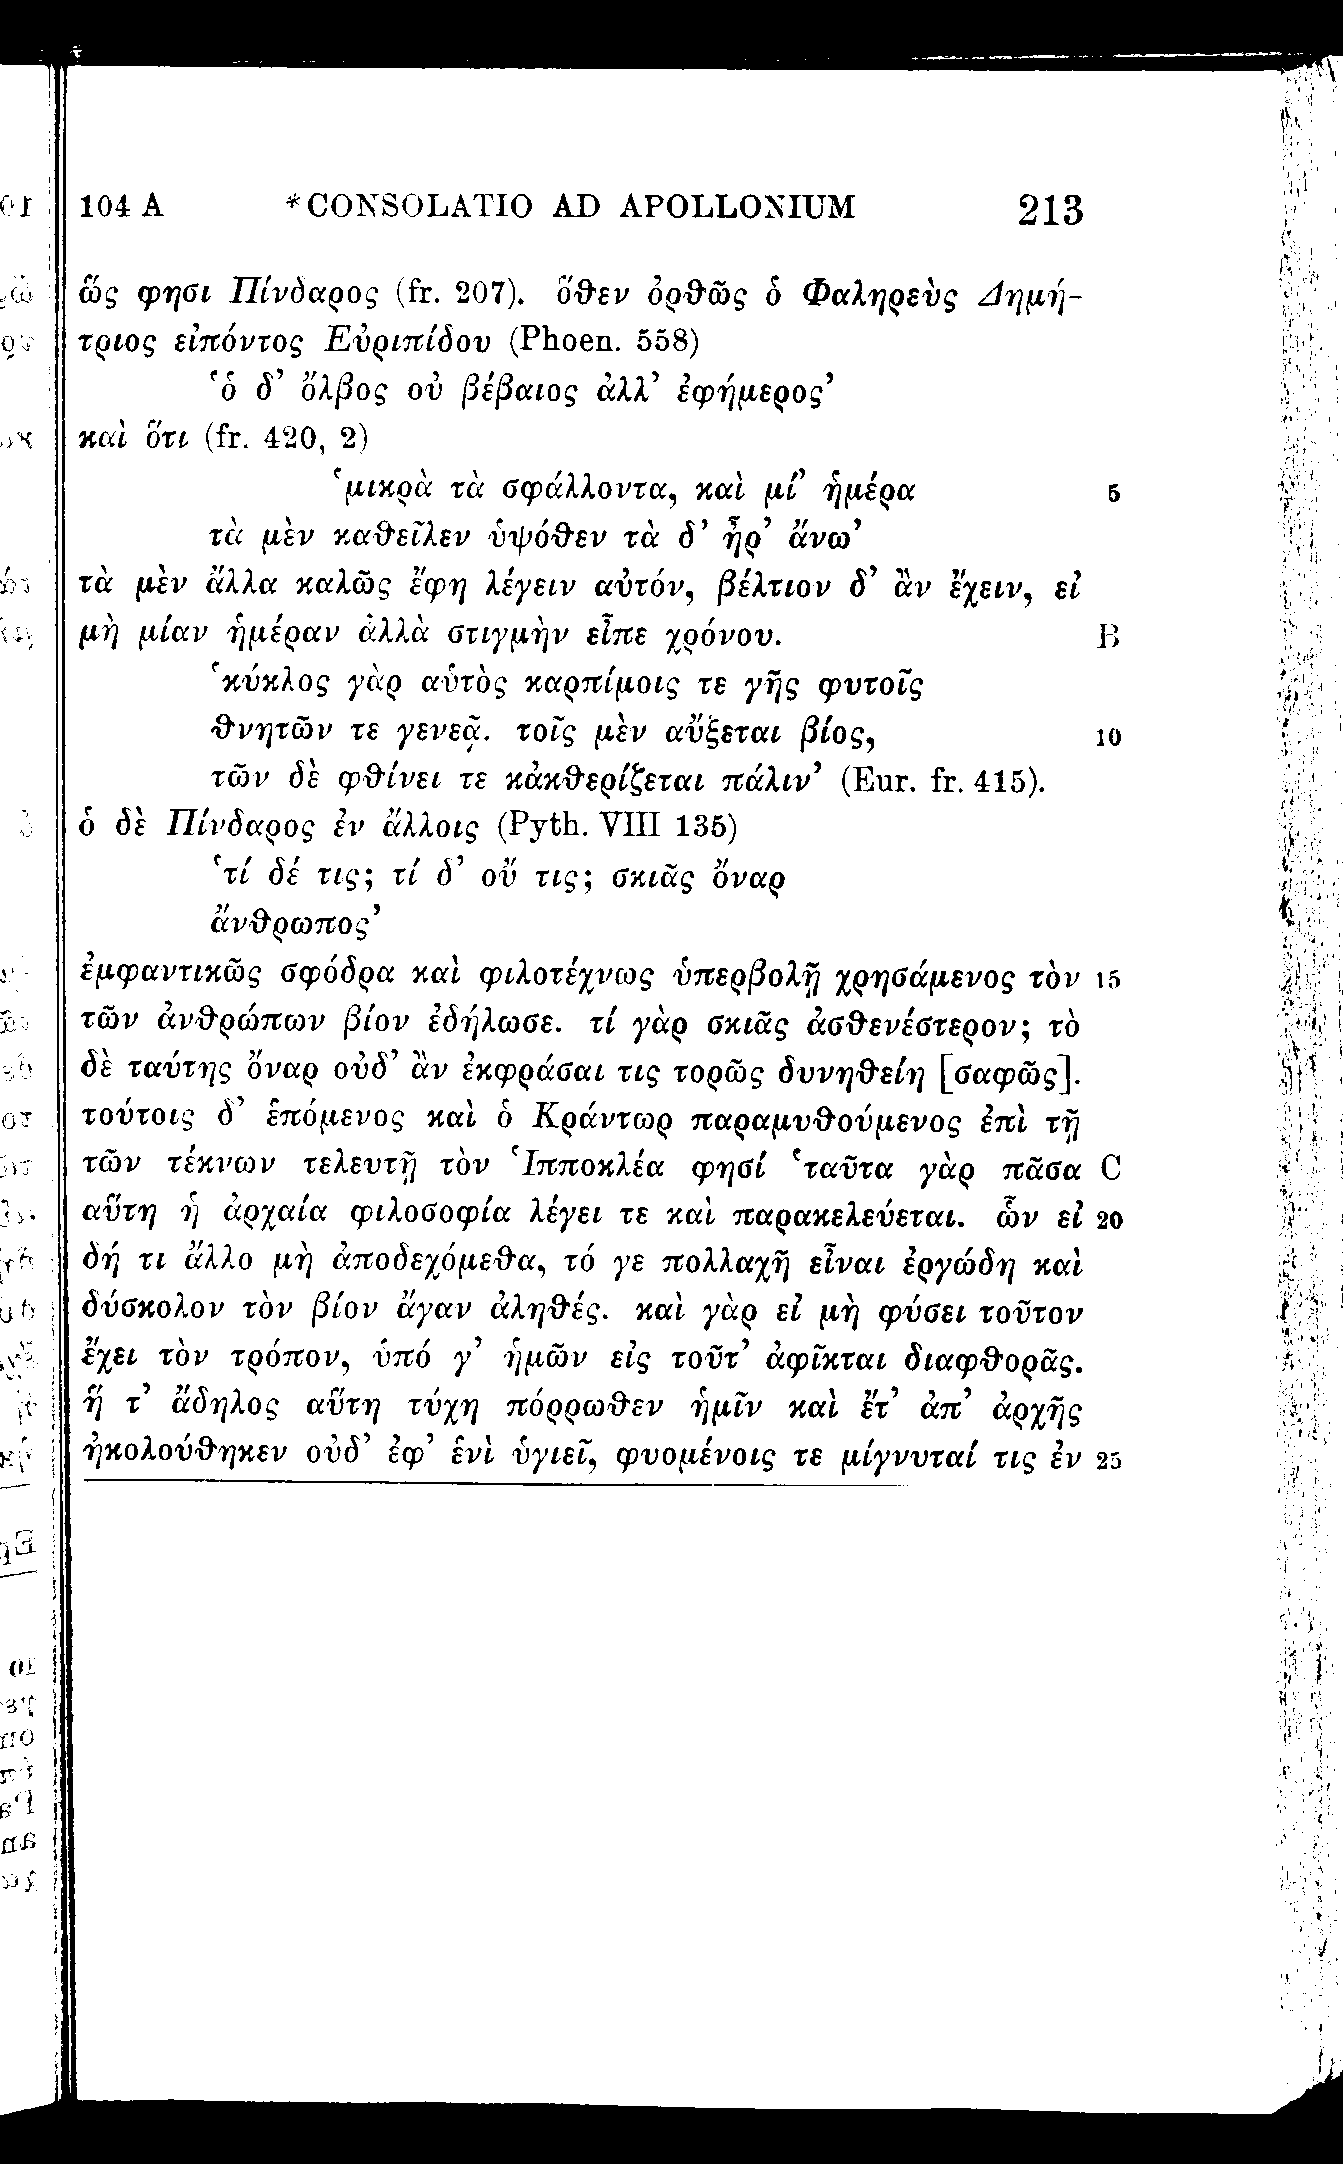 104 A *CONSOLATIO AD APOLLONIUM 213
ὥς φησι Πίνδαρος (fr. 207). ὅθεν ὀρθῶς ὁ Φαληρεὺς Δημή-
τριος εἰπόντος Εὐριπίδου (Phoen. 558)
‘ὁ δ’ ὄλβος οὐ βέβαιος ἀλλ’ ἐφήμερος’
καὶ ὅτι (fr. 420, 2)
‘μικρὰ τὰ σφάλλοντα, καὶ μί’ ἡμέρα 5
τὰ μὲν καθεῖλεν ὑψόθεν τὰ δ’ ἦρ’ ἄνω’
τὰ μὲν ἄλλα καλῶς ἔφη λέγειν αὐτόν, βέλτιον δ’ ἂν ἔχειν, εἰ
μὴ μίαν ἡμέραν ἀλλὰ στιγμὴν εἶπε χρόνου. B
‘κύκλος γὰρ αὑτὸς καρπίμοις τε γῆς φυτοῖς
θνητῶν τε γενεᾷ. τοῖς μὲν αὔξεται βίος, 10
τῶν δὲ φθίνει τε κἀκθερίζεται πάλιν’ (Eur. fr. 415).
ὁ δὲ Πίνδαρος ἐν ἄλλοις (Pyth. VIII 135)
‘τί δέ τις; τί δ’ οὔ τις; σκιᾶς ὄναρ
ἄνθρωπος’
ἐμφαντικῶς σφόδρα καὶ φιλοτέχνως ὑπερβολῇ χρησάμενος τὸν 15
τῶν ἀνθρώπων βίον ἐδήλωσε. τί γὰρ σκιᾶς ἀσθενέστερον; τὸ
δὲ ταύτης ὄναρ οὐδ’ ἂν ἐκφράσαι τις τορῶς δυνηθείη [σαφῶς].
τούτοις δ’ ἑπόμενος καὶ ὁ Κράντωρ παραμυθούμενος ἐπὶ τῇ
τῶν τέκνων τελευτῇ τὸν Ἱπποκλέα φησί ‘ταῦτα γὰρ πᾶσα C
αὕτη ἡ ἀρχαία φιλοσοφία λέγει τε καὶ παρακελεύεται. ὧν εἰ 20
δή τι ἄλλο μὴ ἀποδεχόμεθα, τό γε πολλαχῇ εἶναι ἐργώδη καὶ
δύσκολον τὸν βίον ἄγαν ἀληθές. καὶ γὰρ εἰ μὴ φύσει τοῦτον
ἔχει τὸν τρόπον, ὑπό γ’ ἡμῶν εἰς τοῦτ’ ἀφῖκται διαφθορᾶς.
ἥ τ’ ἄδηλος αὕτη τύχη πόρρωθεν ἡμῖν καὶ ἔτ’ ἀπ’ ἀρχῆς
ἠκολούθηκεν οὐδ’ ἐφ’ ἑνὶ ὑγιεῖ, φυομένοις τε μίγνυταί τις ἐν 25